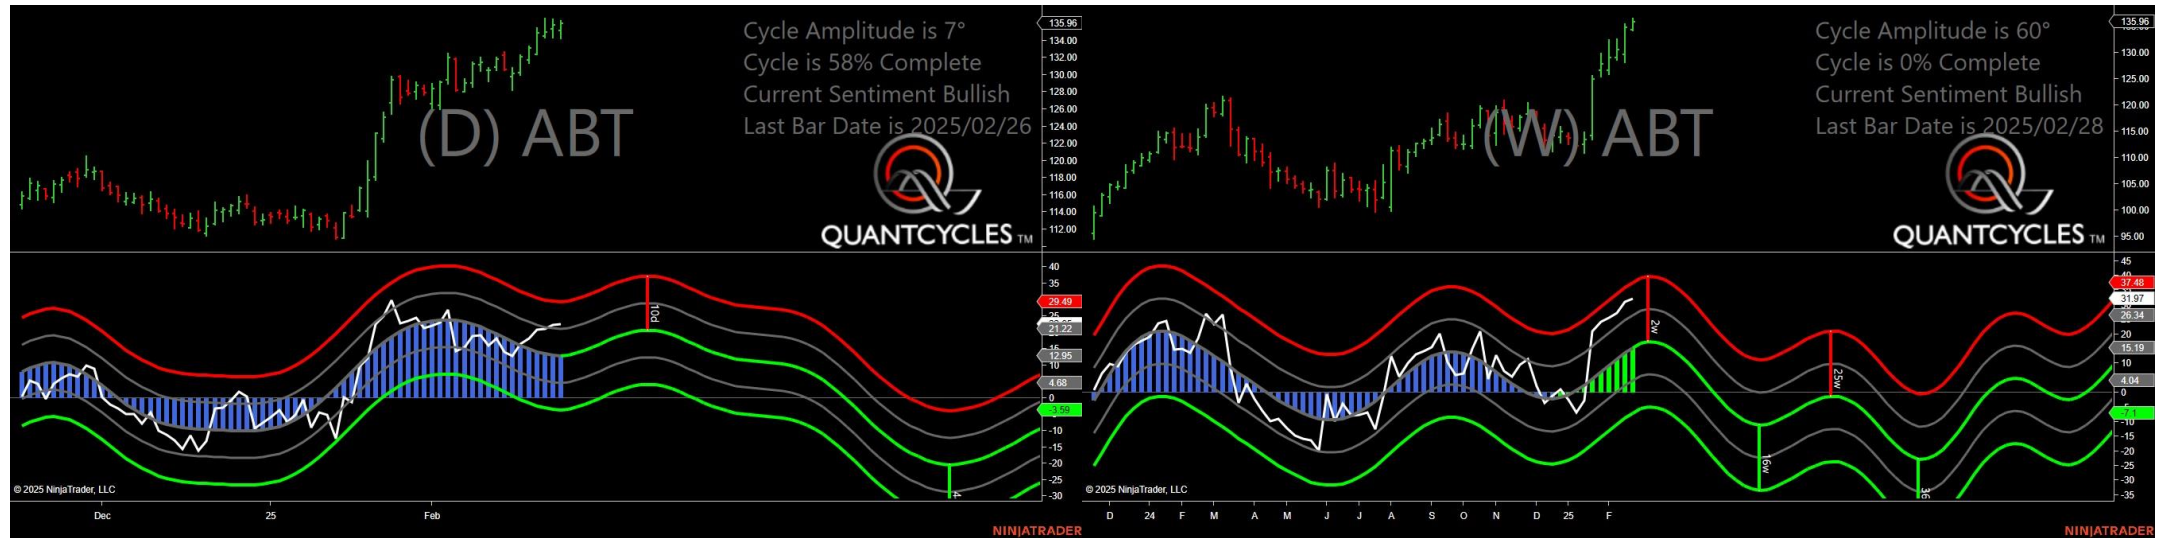 Cycle Amplitude is 7°
Cycle is 58% Complete
Current Sentiment Bullish
Last Bar Date is 2025/02/26
(D) ABT
QUANTCYCLES TM
135.96
134.00
132.00
130.00
128.00
126.00
124.00
122.00
120.00
118.00
116.00
114.00
112.00
40
35
29.49
25
21.22
15
12.95
4.68
0
-3.59
-10
-15
-20
-25
-30
10d
© 2025 NinjaTrader, LLC
Dec
25
Feb
NINJATRADER
Cycle Amplitude is 60°
Cycle is 0% Complete
Current Sentiment Bullish
Last Bar Date is 2025/02/28
(W) ABT
QUANTCYCLES TM
135.96
130.00
125.00
120.00
115.00
110.00
105.00
100.00
95.00
45
40
37.48
31.97
26.34
20
15.19
10
4.04
0
-7.1
-10
-15
-20
-25
-30
-35
2w
25w
16w
36
© 2025 NinjaTrader, LLC
D
24
F
M
A
M
J
J
A
S
O
N
D
25
F
NINJATRADER